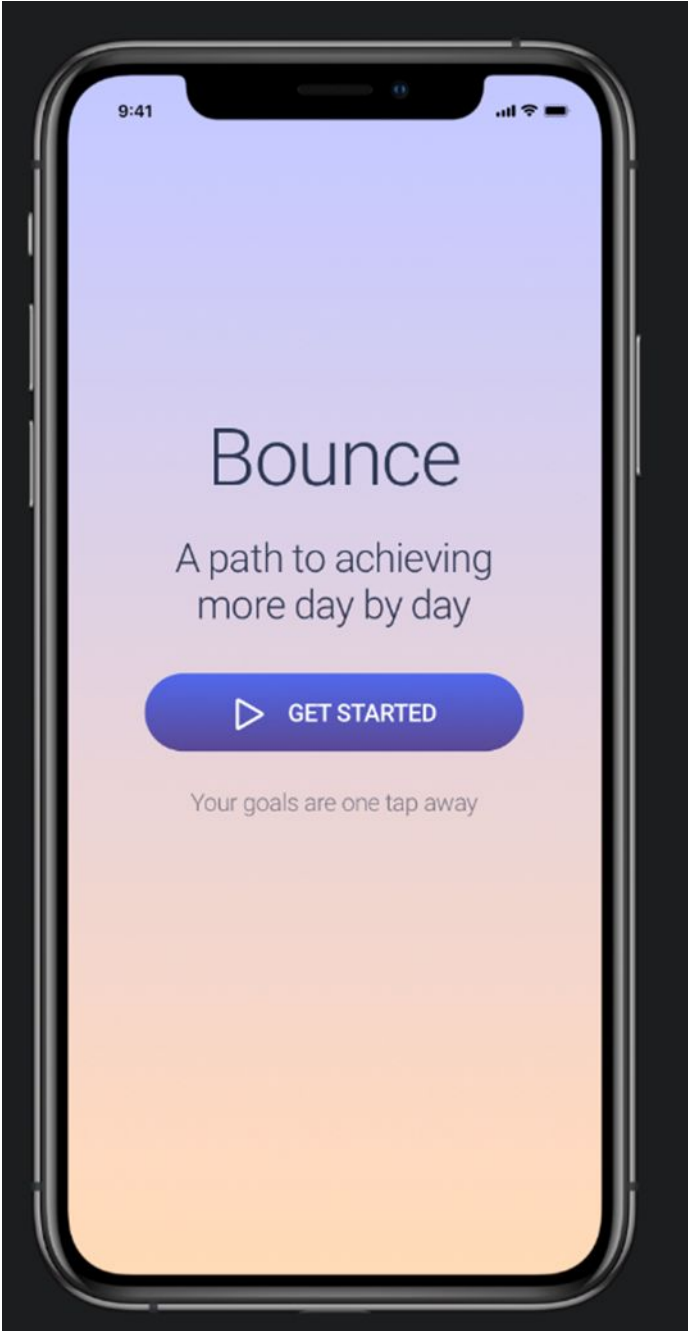 9:41
Bounce
A path to achieving
more day by day
GET STARTED
Your goals are one tap away